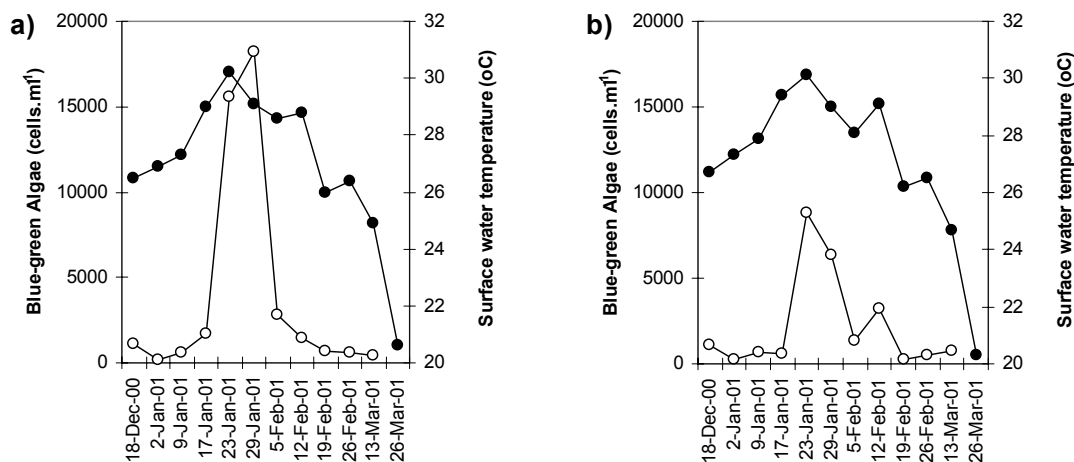 a)
Blue-green Algae (cells.ml¹)
20000
15000
10000
5000
0
32
30
28
26
24
22
20
Surface water temperature (oC)
18-Dec-00
2-Jan-01
9-Jan-01
17-Jan-01
23-Jan-01
29-Jan-01
5-Feb-01
12-Feb-01
19-Feb-01
26-Feb-01
13-Mar-01
26-Mar-01
b)
Blue-green Algae (cells.ml¹)
20000
15000
10000
5000
0
32
30
28
26
24
22
20
Surface water temperature (oC)
18-Dec-00
2-Jan-01
9-Jan-01
17-Jan-01
23-Jan-01
29-Jan-01
5-Feb-01
12-Feb-01
19-Feb-01
26-Feb-01
13-Mar-01
26-Mar-01